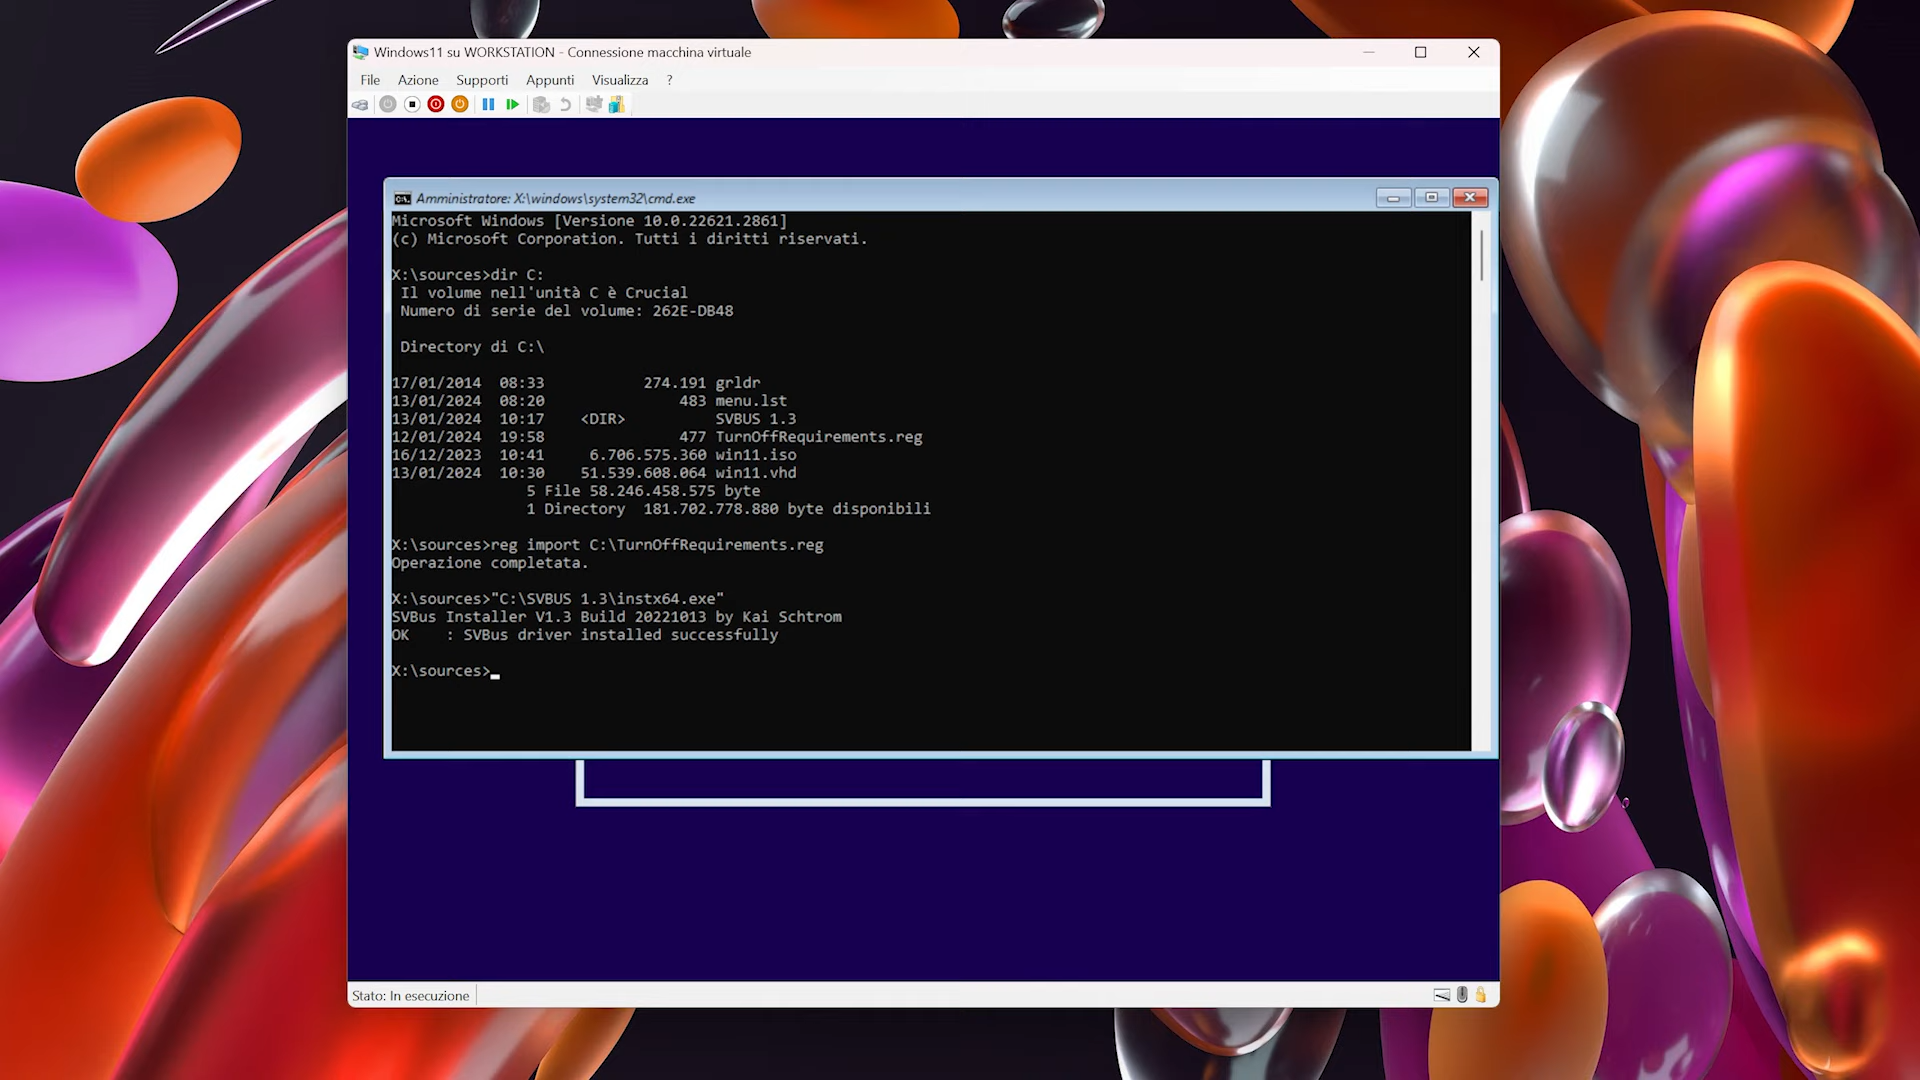 Windows11 su WORKSTATION - Connessione macchina virtuale
File Azione Supporti Appunti Visualizza ?
Amministratore: X:\windows\system32\cmd.exe
Microsoft Windows [Versione 10.0.22621.2861]
(c) Microsoft Corporation. Tutti i diritti riservati.
X:\sources>dir C:
Il volume nell'unità C è Crucial
Numero di serie del volume: 262E-DB48
Directory di C:\
17/01/2014 08:33 274.191 grldr
13/01/2024 08:20 483 menu.lst
13/01/2024 10:17 <DIR> SVBUS 1.3
12/01/2024 19:58 477 TurnOffRequirements.reg
16/12/2023 10:41 6.706.575.360 win11.iso
13/01/2024 10:30 51.539.608.064 win11.vhd
5 File 58.246.458.575 byte
1 Directory 181.702.778.880 byte disponibili
X:\sources>reg import C:\TurnOffRequirements.reg
Operazione completata.
X:\sources>"C:\SVBUS 1.3\instx64.exe"
SVBus Installer V1.3 Build 20221013 by Kai Schtrom
OK : SVBus driver installed successfully
X:\sources>
Stato: In esecuzione